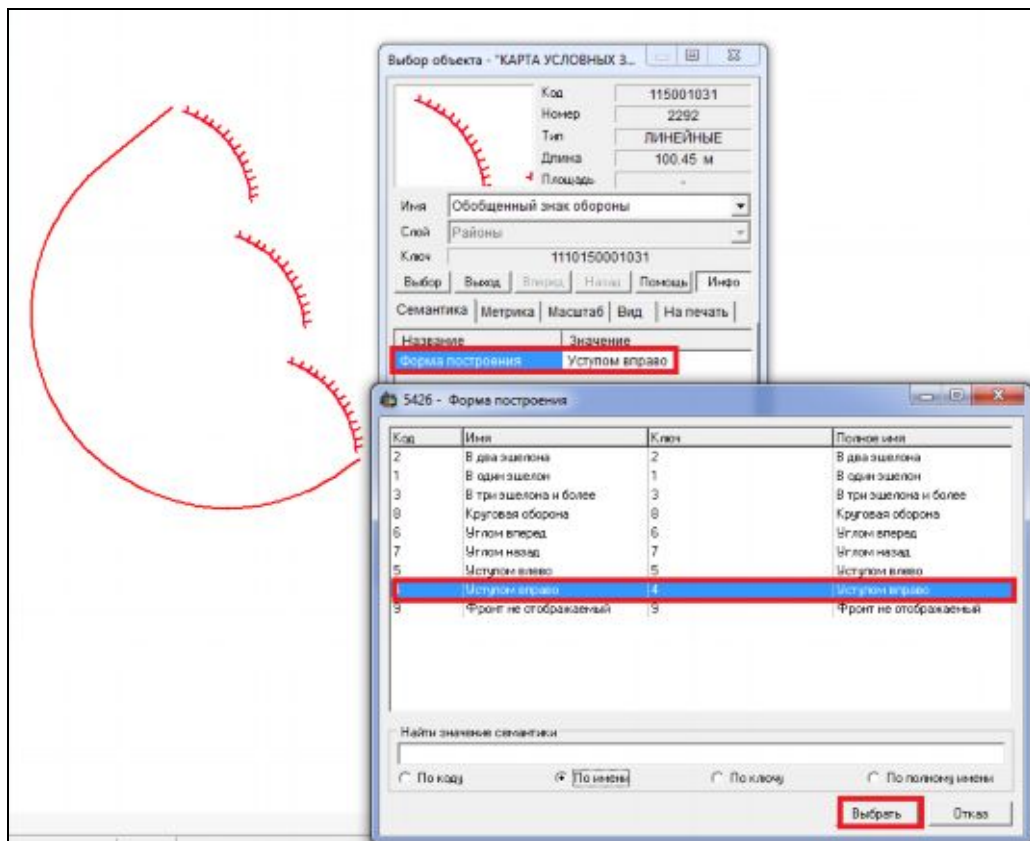 Выбор объекта - "КАРТА УСЛОВНЫХ З...
Код 115001031
Номер 2292
Тип ЛИНЕЙНЫЕ
Длина 100.45 м
Площадь -
Имя Обобщенный знак обороны
Слой Районы
Ключ 1110150001031
Выбор Выход Вперед Назад Помощь Инфо
Семантика Метрика Масштаб Вид На печать
Название Значение
Форма построения Уступом вправо
5426 - Форма построения
Код Имя Ключ Полное имя
2 В два эшелона 2 В два эшелона
1 В один эшелон 1 В один эшелон
3 В три эшелона и более 3 В три эшелона и более
8 Круговая оборона 8 Круговая оборона
6 Углом вперед 6 Углом вперед
7 Углом назад 7 Углом назад
5 Уступом влево 5 Уступом влево
Уступом вправо 4 Уступом вправо
9 Фронт не отображаемый 9 Фронт не отображаемый
Найти значение семантики
По коду По имени По ключу По полному имени
Выбрать Отказ